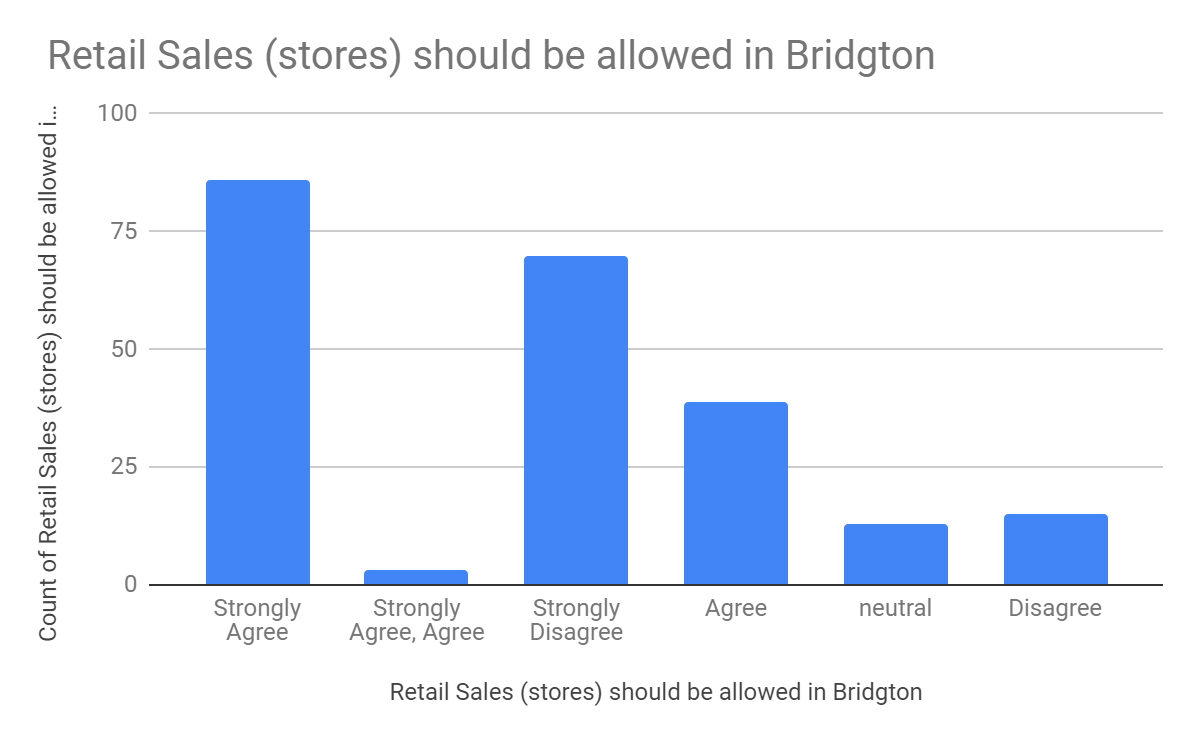 Retail Sales (stores) should be allowed in Bridgton
Count of Retail Sales (stores) should be allowed i...
100
75
50
25
0
Strongly
Agree
Strongly
Agree, Agree
Strongly
Disagree
Agree
neutral
Disagree
Retail Sales (stores) should be allowed in Bridgton